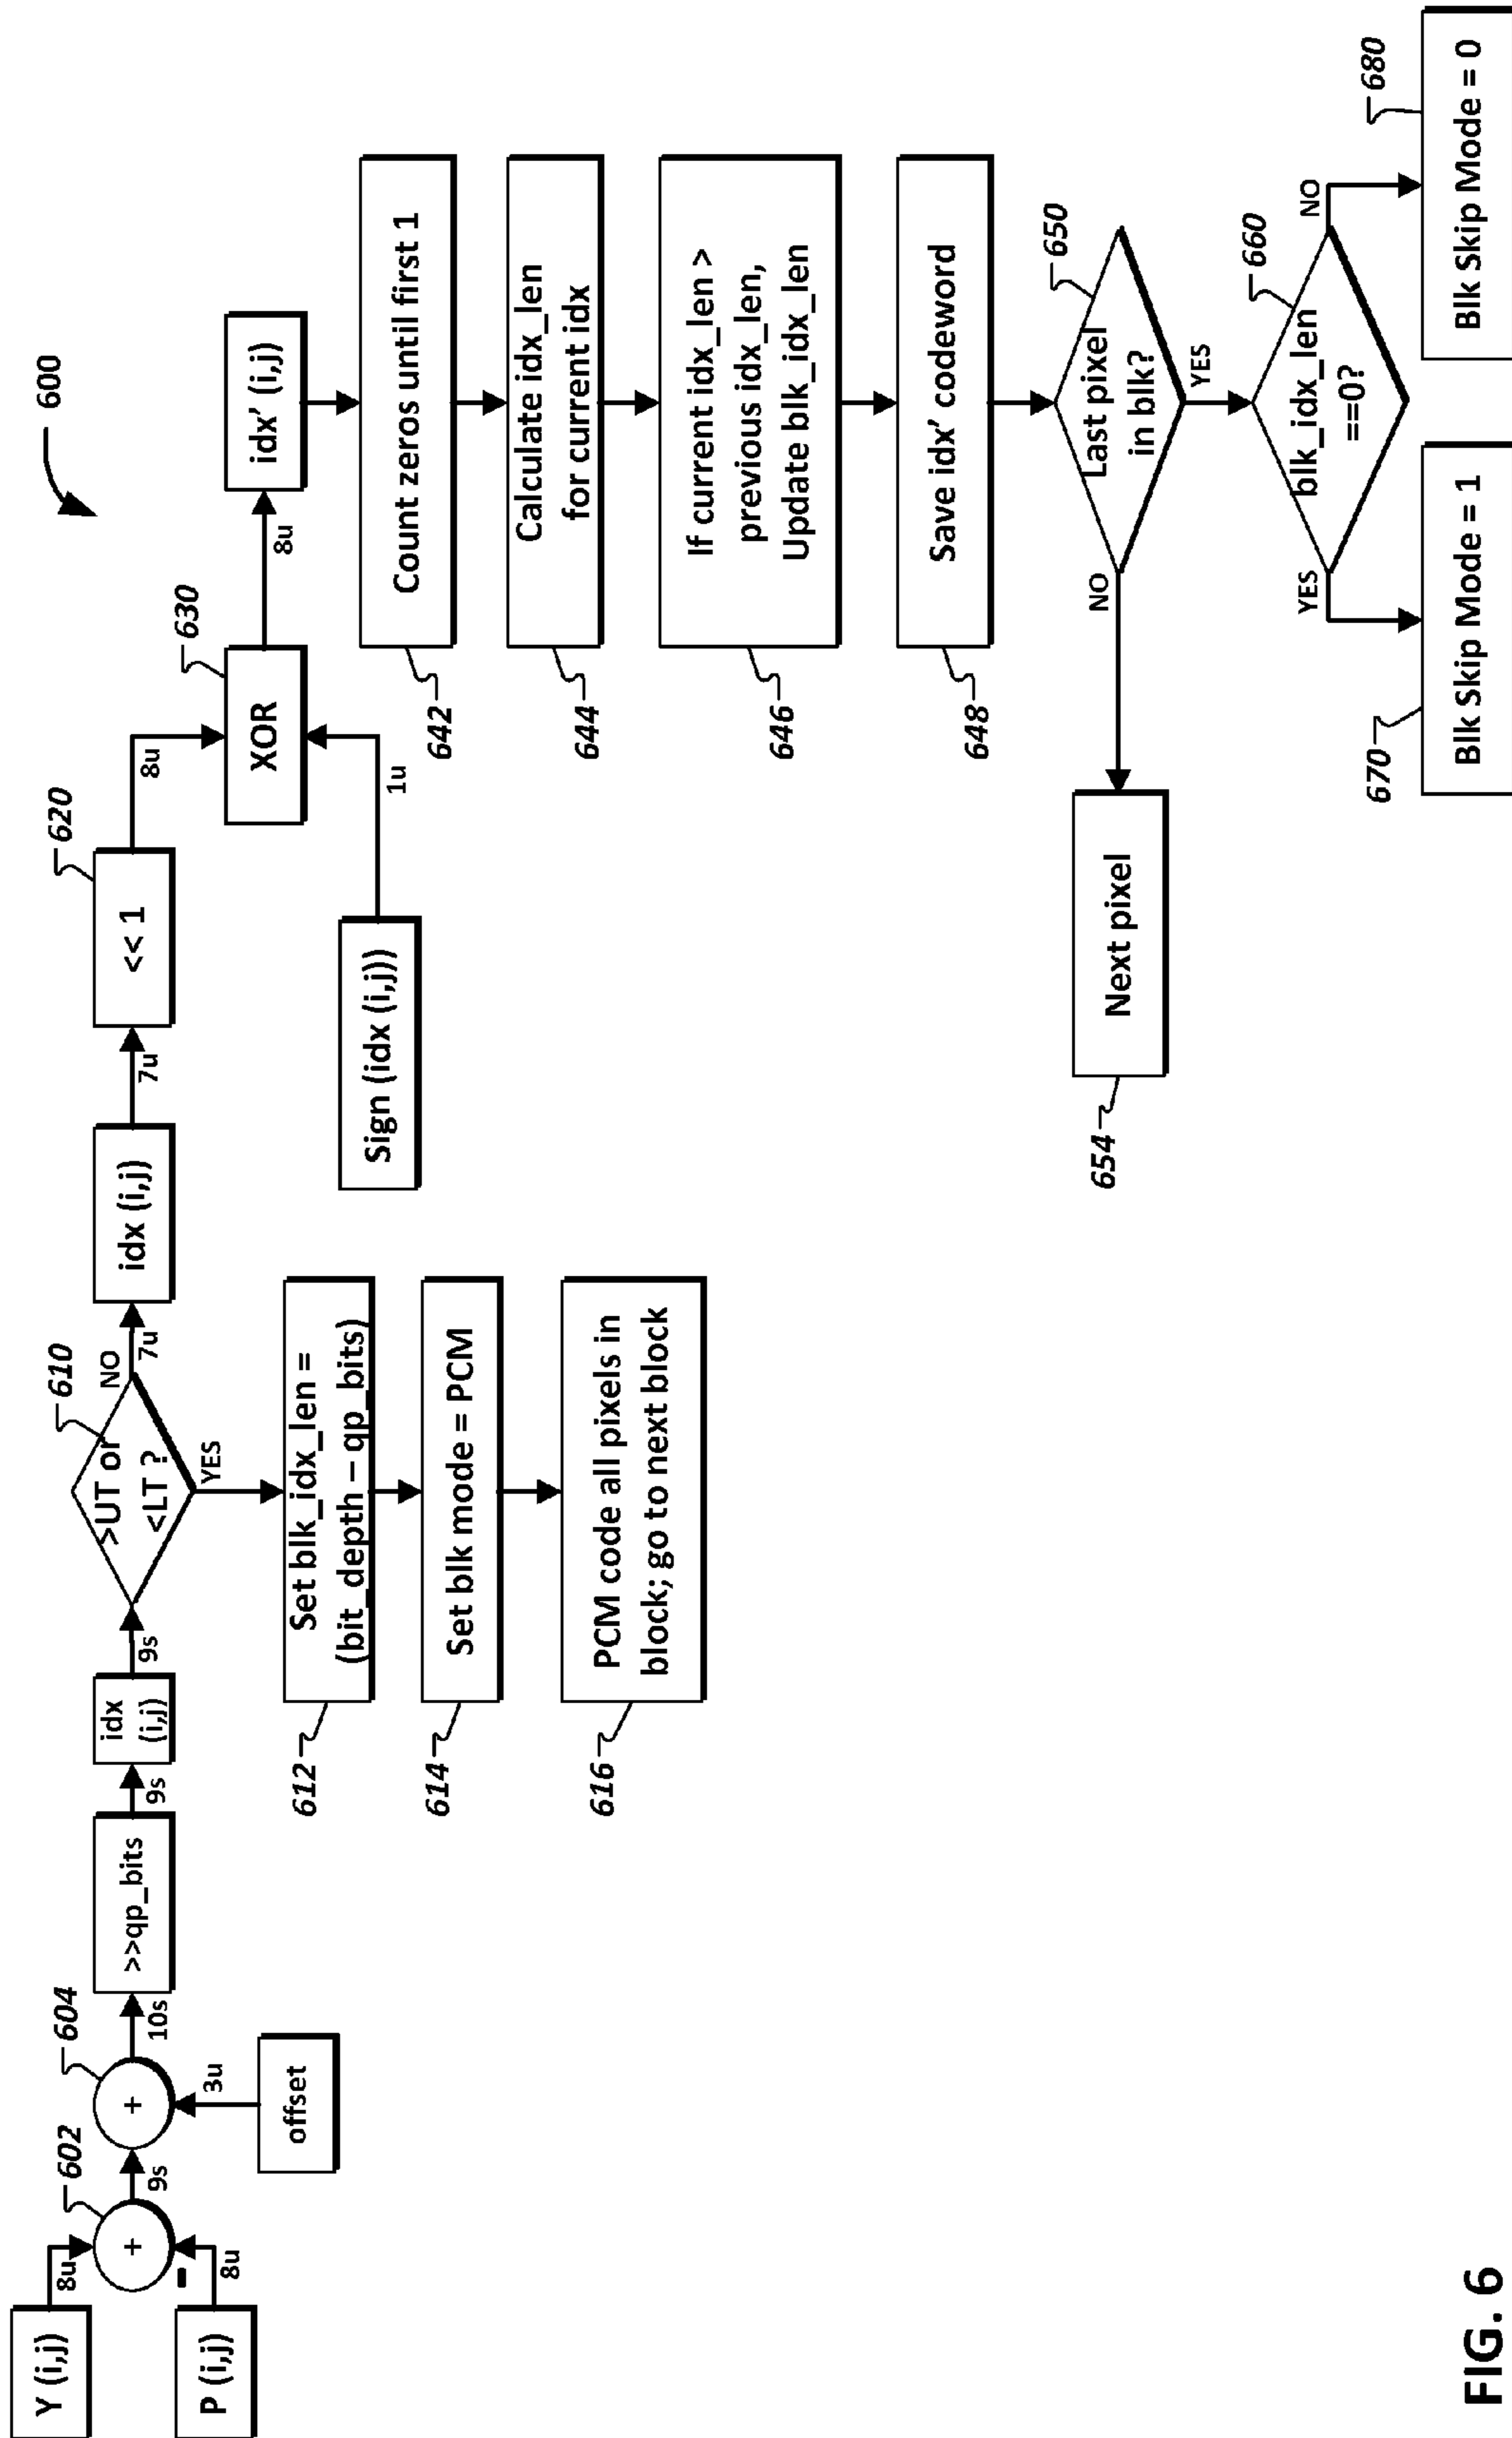 600
Y (i,j)
8u
P (i,j)
8u
602
+
-
9s
604
+
offset
3u
10s
>>qp_bits
9s
idx
(i,j)
9s
610
>UT or
<LT ?
NO
7u
YES
idx (i,j)
7u
620
<< 1
8u
630
XOR
Sign (idx (i,j))
1u
8u
idx' (i,j)
612
Set blk_idx_len =
(bit_depth – qp_bits)
614
Set blk mode = PCM
616
PCM code all pixels in
block; go to next block
642
Count zeros until first 1
644
Calculate idx_len
for current idx
646
If current idx_len >
previous idx_len,
Update blk_idx_len
648
Save idx' codeword
650
Last pixel
in blk?
NO
YES
654
Next pixel
660
blk_idx_len
==0?
YES
NO
670
Blk Skip Mode = 1
680
Blk Skip Mode = 0
FIG. 6